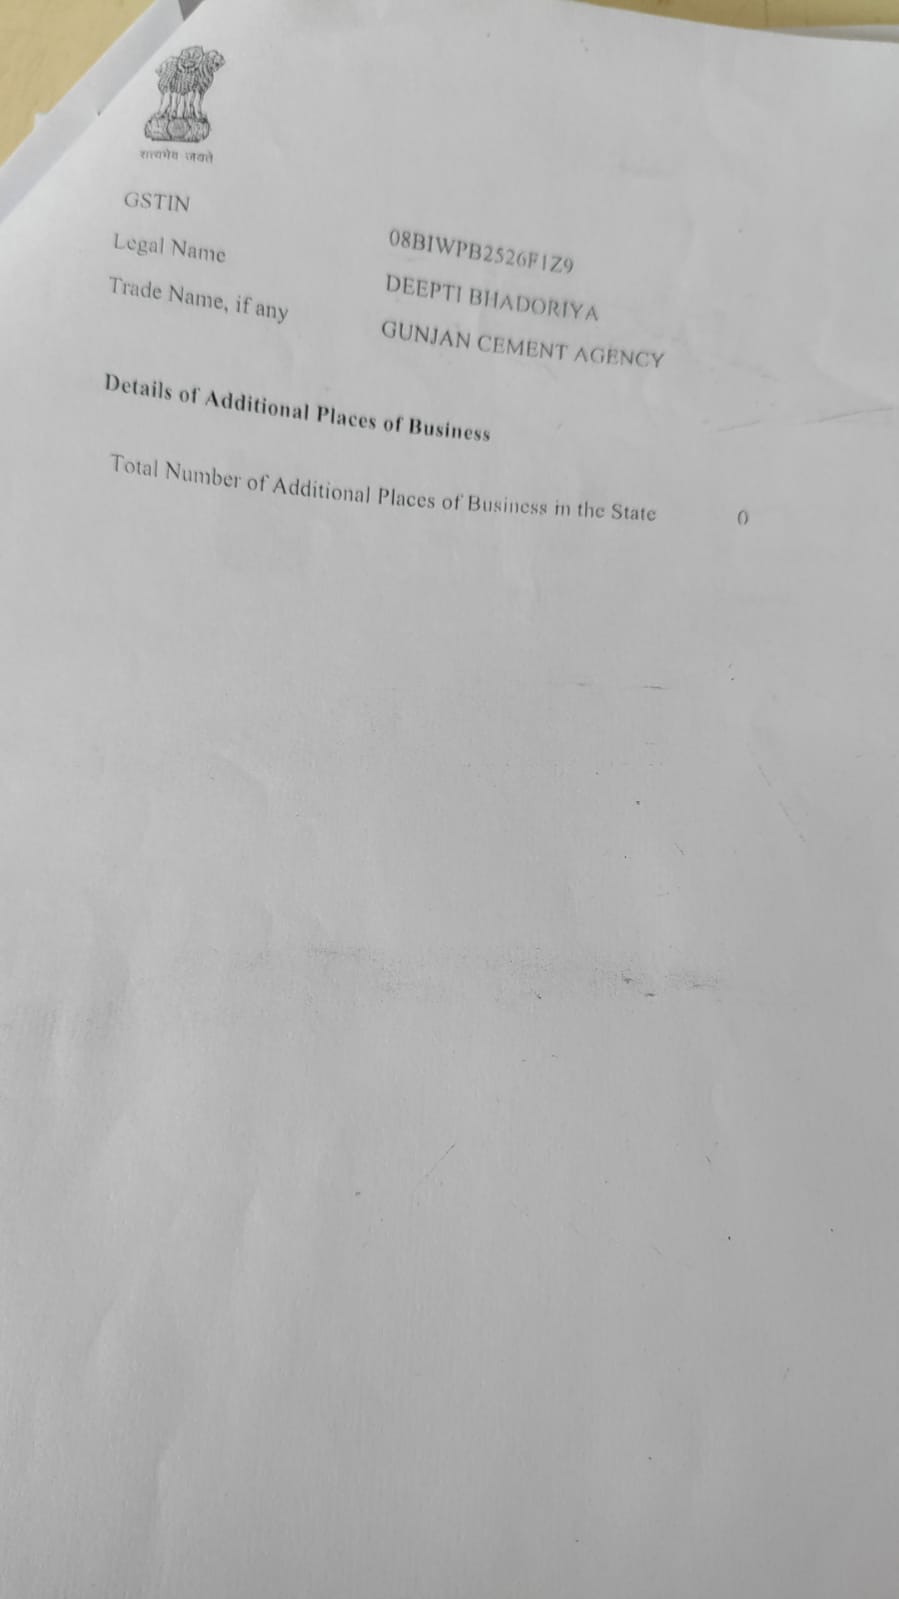 सत्यमेव जयते
GSTIN 08BIWPB2526F1Z9
Legal Name DEEPTI BHADORIYA
Trade Name, if any GUNJAN CEMENT AGENCY
Details of Additional Places of Business
Total Number of Additional Places of Business in the State 0